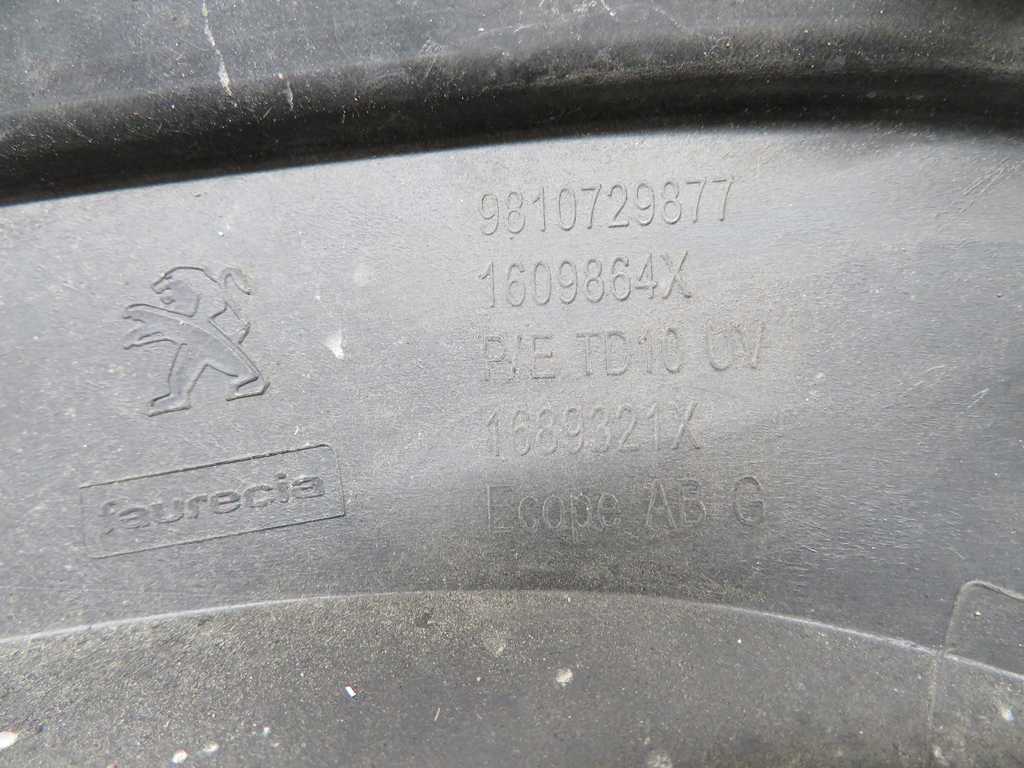 9810729877
1609864X
P/E TD10 UV
1689321X
Ecope AB G
faurecia